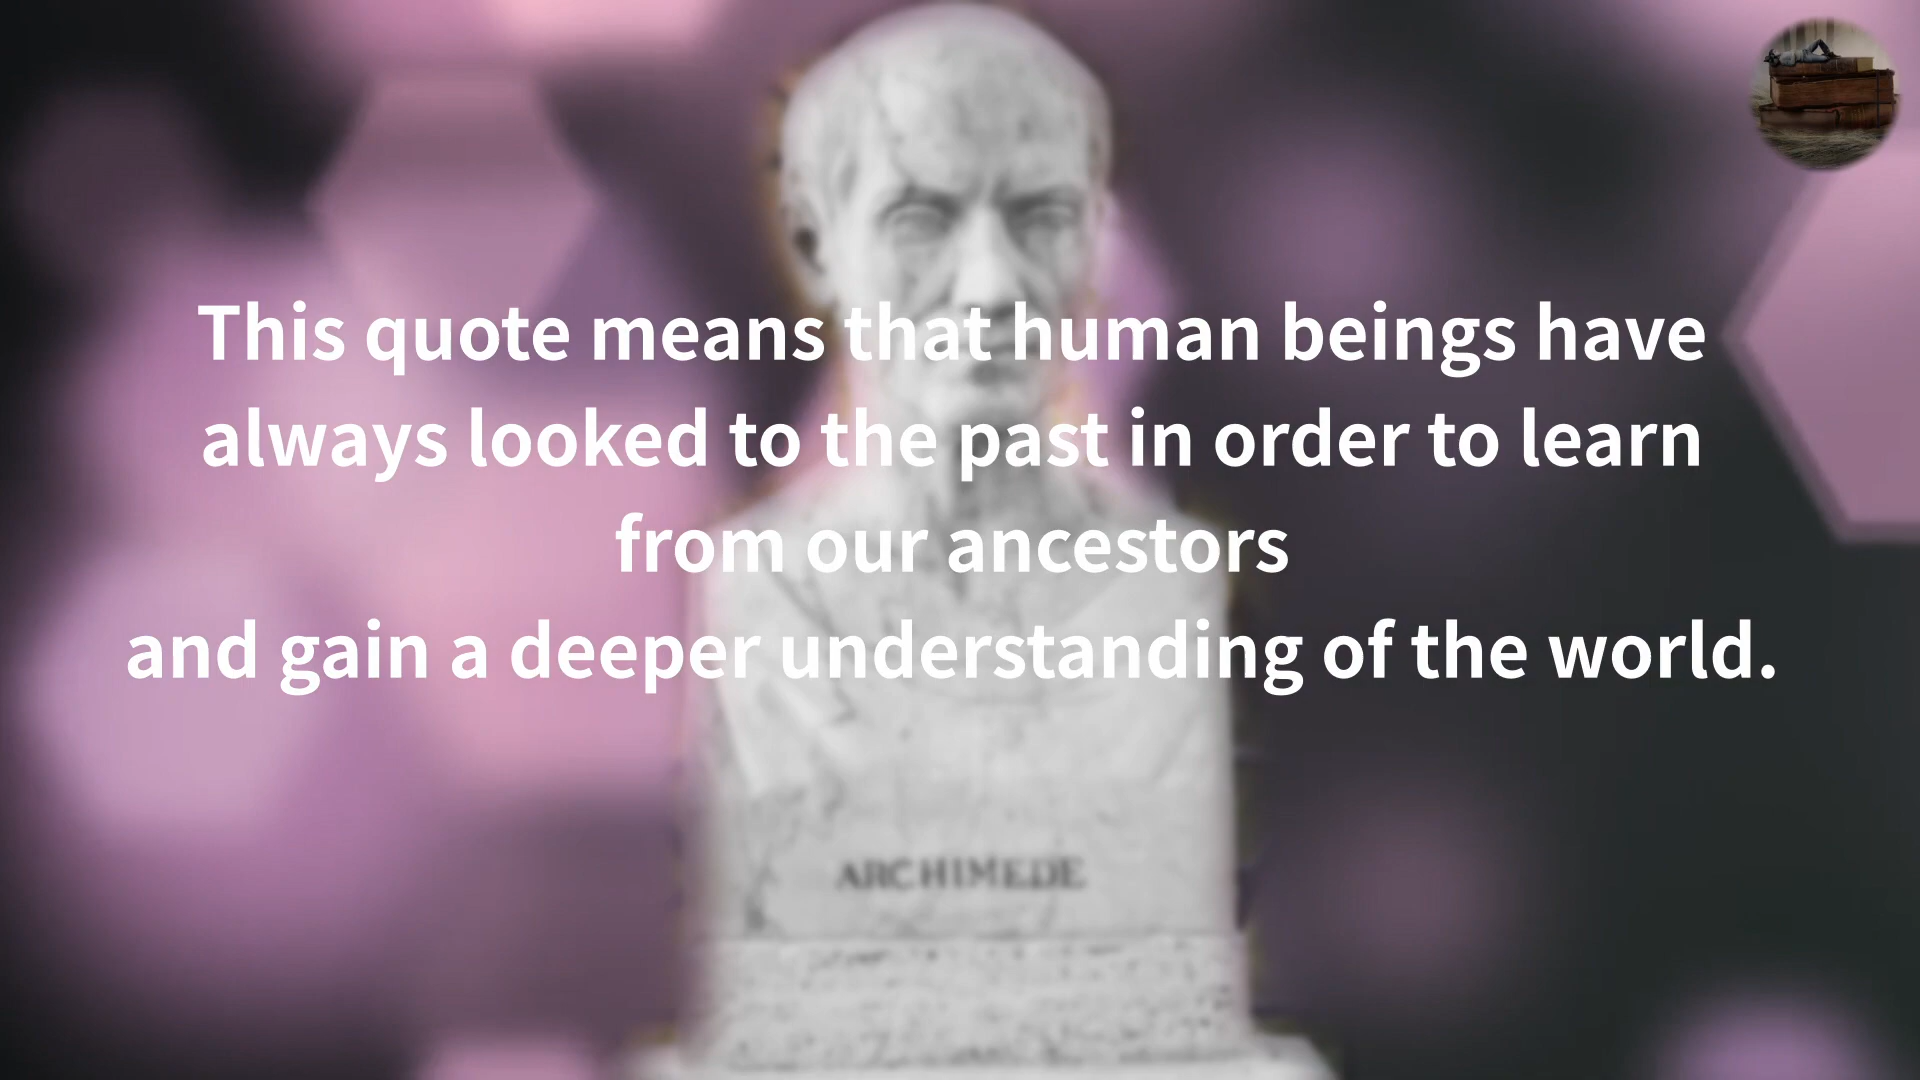 This quote means that human beings have
always looked to the past in order to learn
from our ancestors
and gain a deeper understanding of the world.
ARCHIMEDE